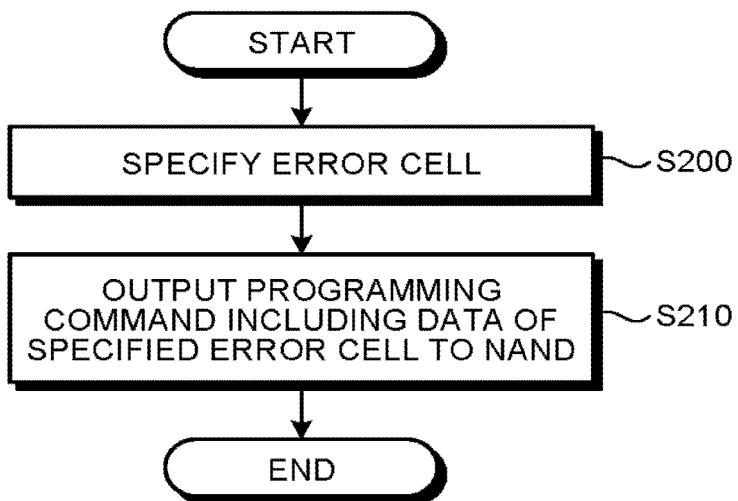 START
SPECIFY ERROR CELL
S200
OUTPUT PROGRAMMING
COMMAND INCLUDING DATA OF
SPECIFIED ERROR CELL TO NAND
S210
END